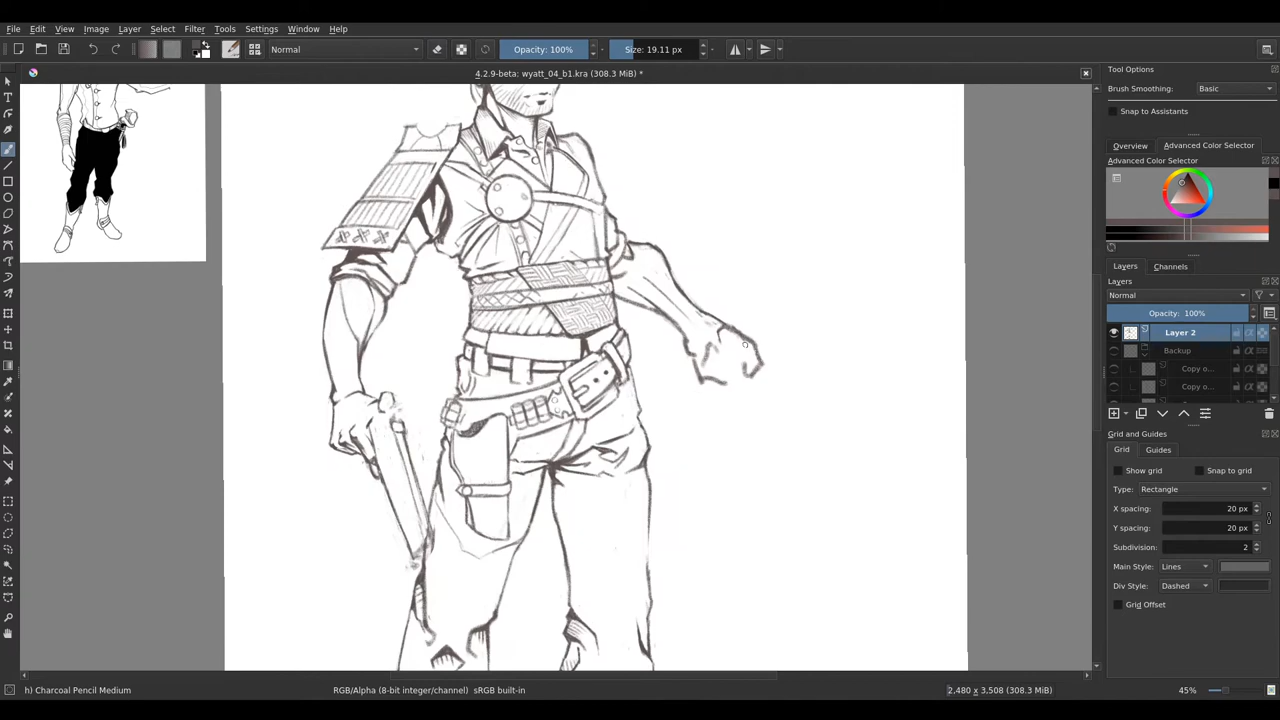 File Edit View Image Layer Select Filter Tools Settings Window Help
Normal Opacity: 100% Size: 19.11 px
4.2.9-beta: wyatt_04_b1.kra (308.3 MiB) *
Tool Options
Brush Smoothing: Basic
Snap to Assistants
Overview Advanced Color Selector
Advanced Color Selector
Layers Channels
Layers
Normal
Opacity: 100%
Layer 2
Backup
Copy o...
Copy o...
Grid and Guides
Grid Guides
Show grid Snap to grid
Type: Rectangle
X spacing: 20 px
Y spacing: 20 px
Subdivision: 2
Main Style: Lines
Div Style: Dashed
Grid Offset
h) Charcoal Pencil Medium RGB/Alpha (8-bit integer/channel) sRGB built-in 2,480 x 3,508 (308.3 MiB) 45%